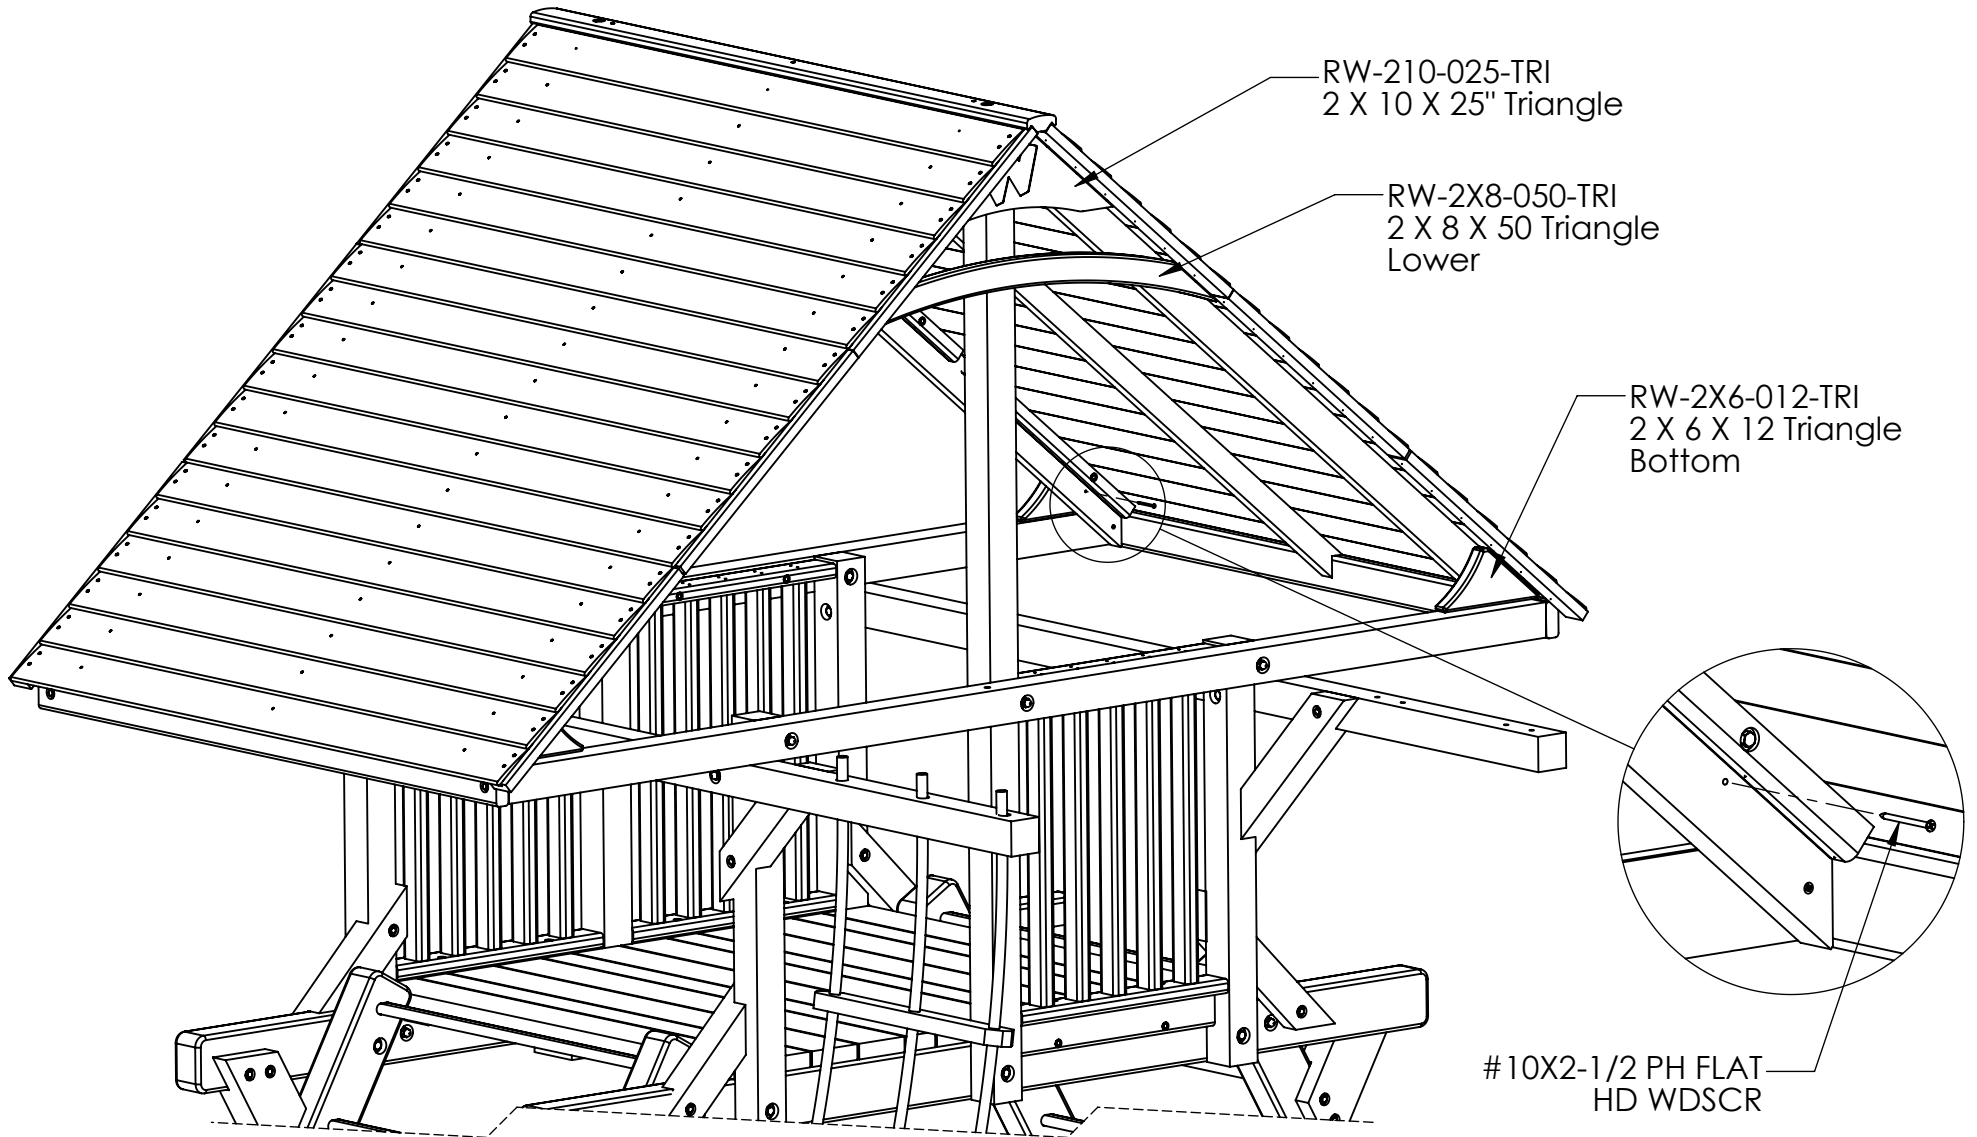 RW-210-025-TRI
2 X 10 X 25" Triangle
RW-2X8-050-TRI
2 X 8 X 50 Triangle
Lower
RW-2X6-012-TRI
2 X 6 X 12 Triangle
Bottom
#10X2-1/2 PH FLAT
HD WDSCR